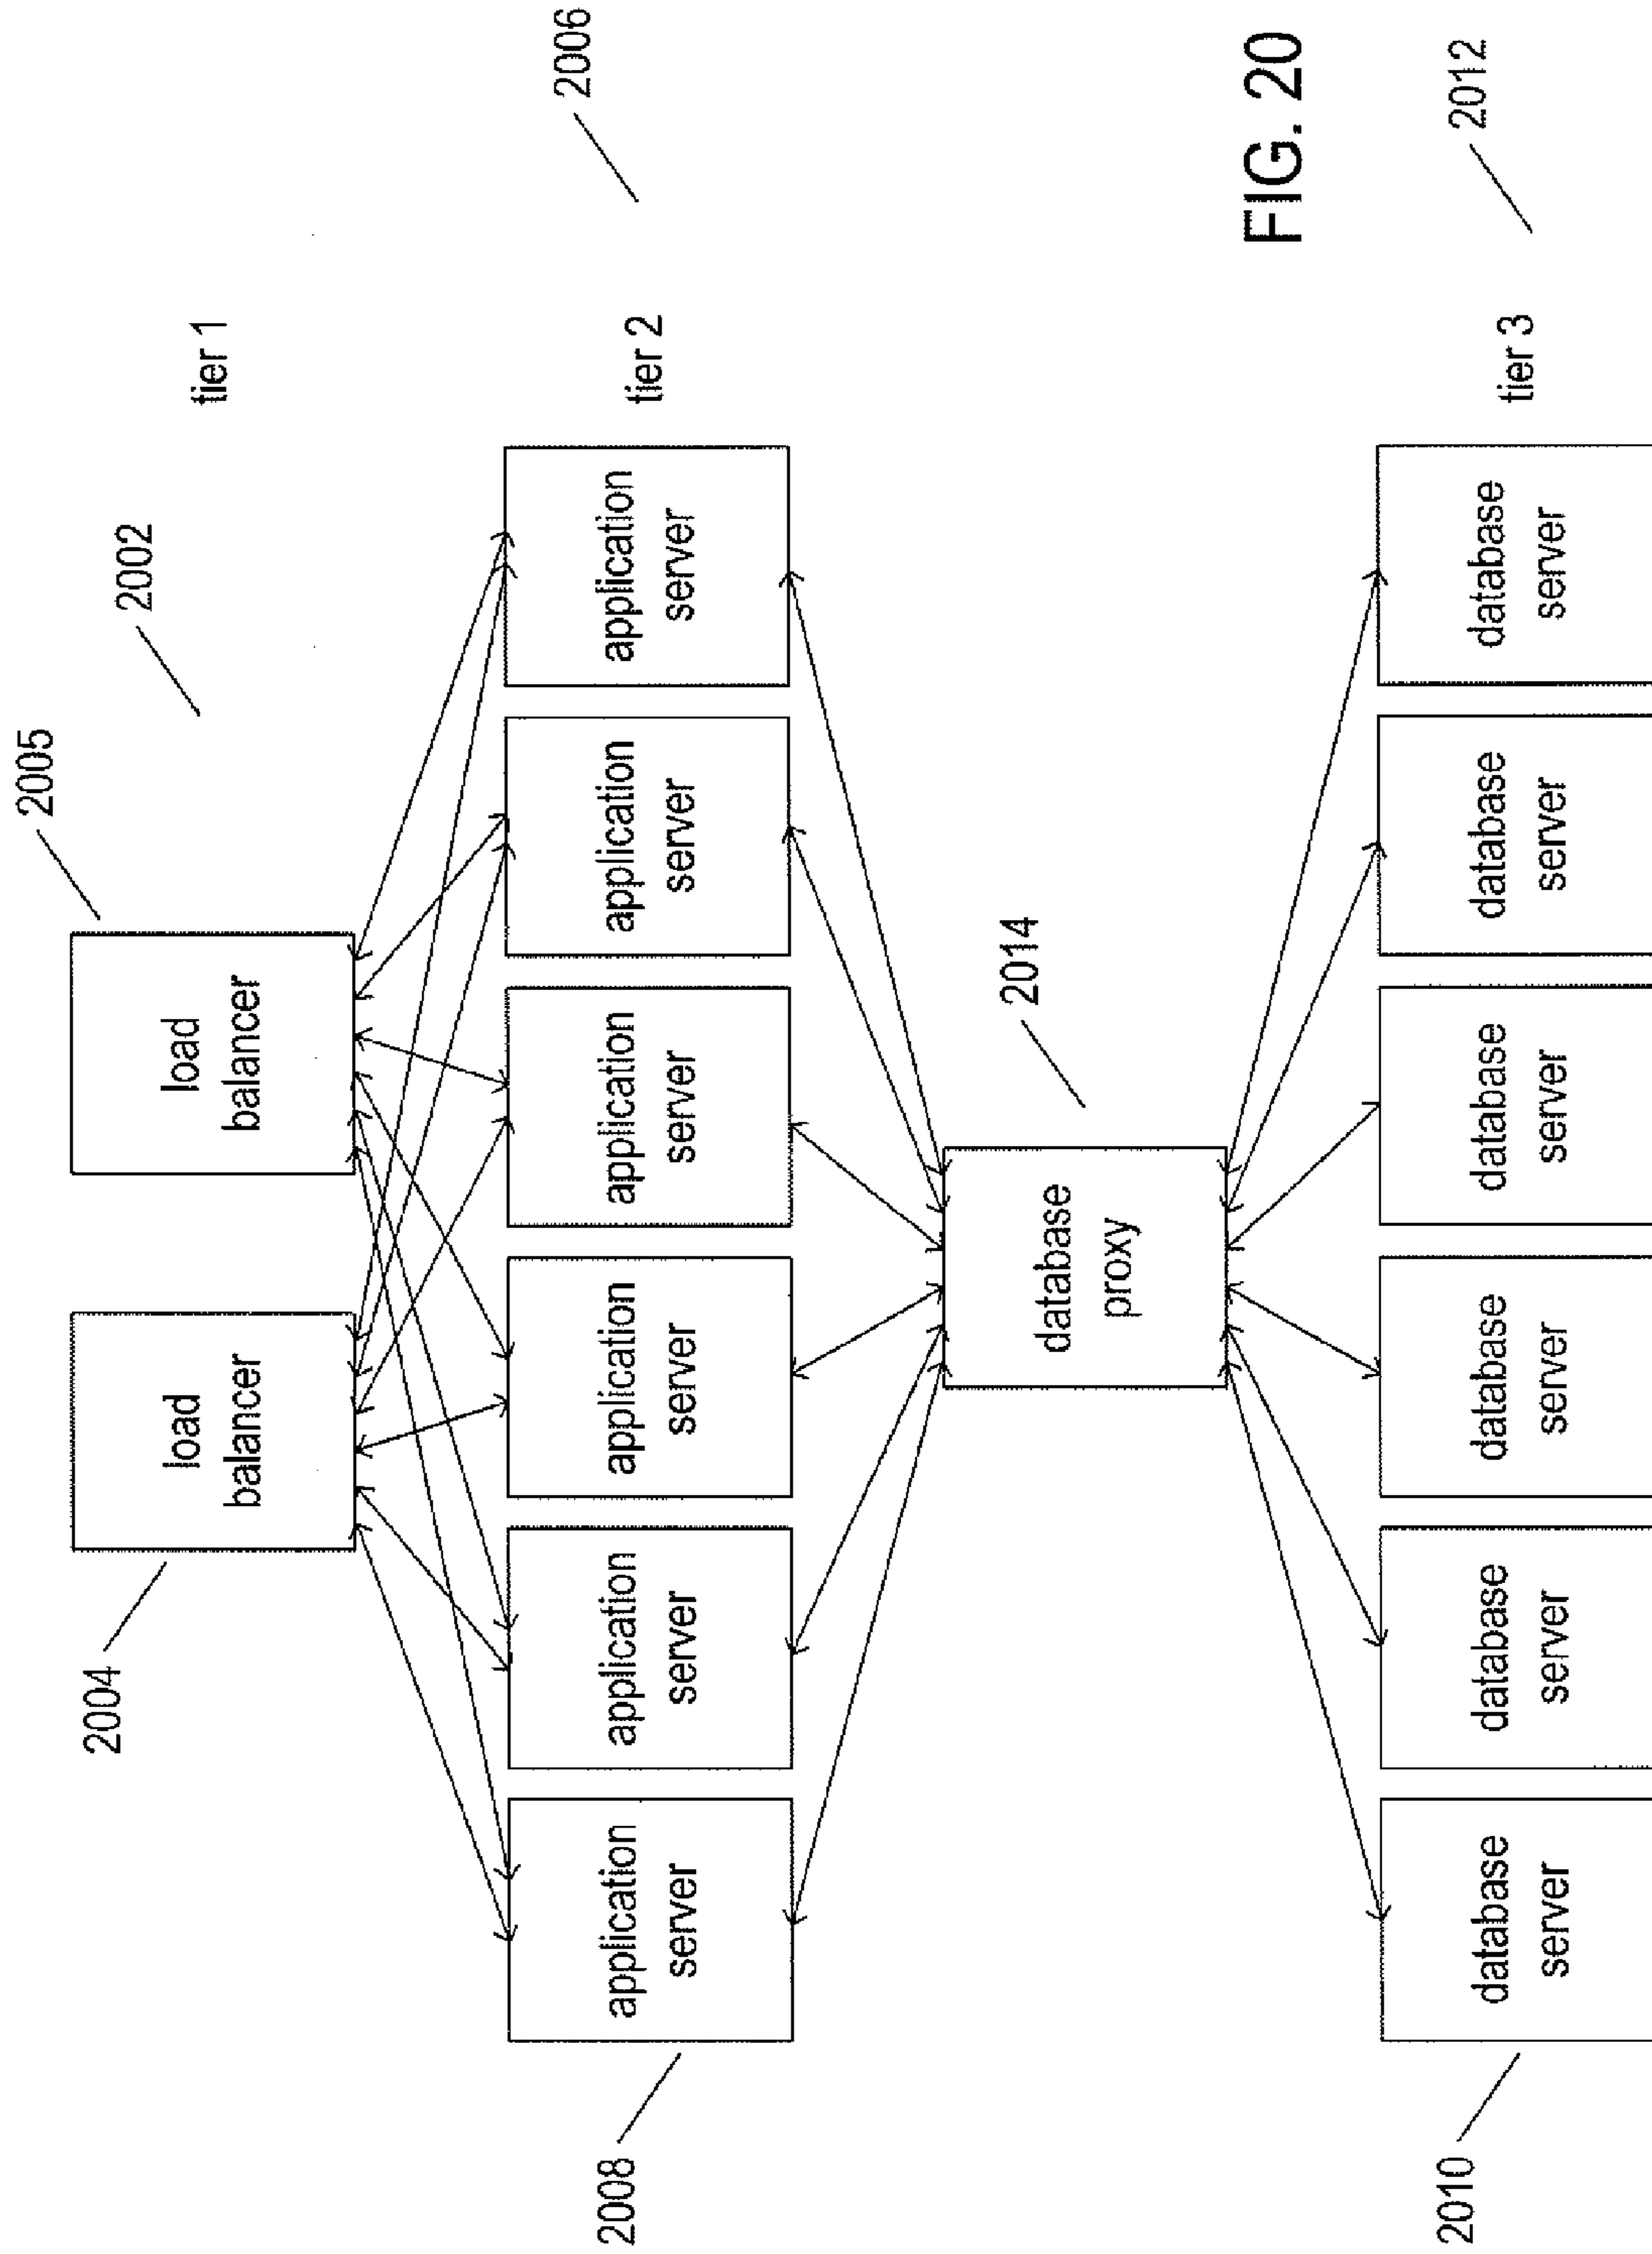 2005
2002
2004
load
balancer
load
balancer
tier 1
2006
2008
application
server
application
server
application
server
application
server
application
server
application
server
tier 2
database
proxy
2014
FIG. 20
2012
2010
database
server
database
server
database
server
database
server
database
server
database
server
tier 3